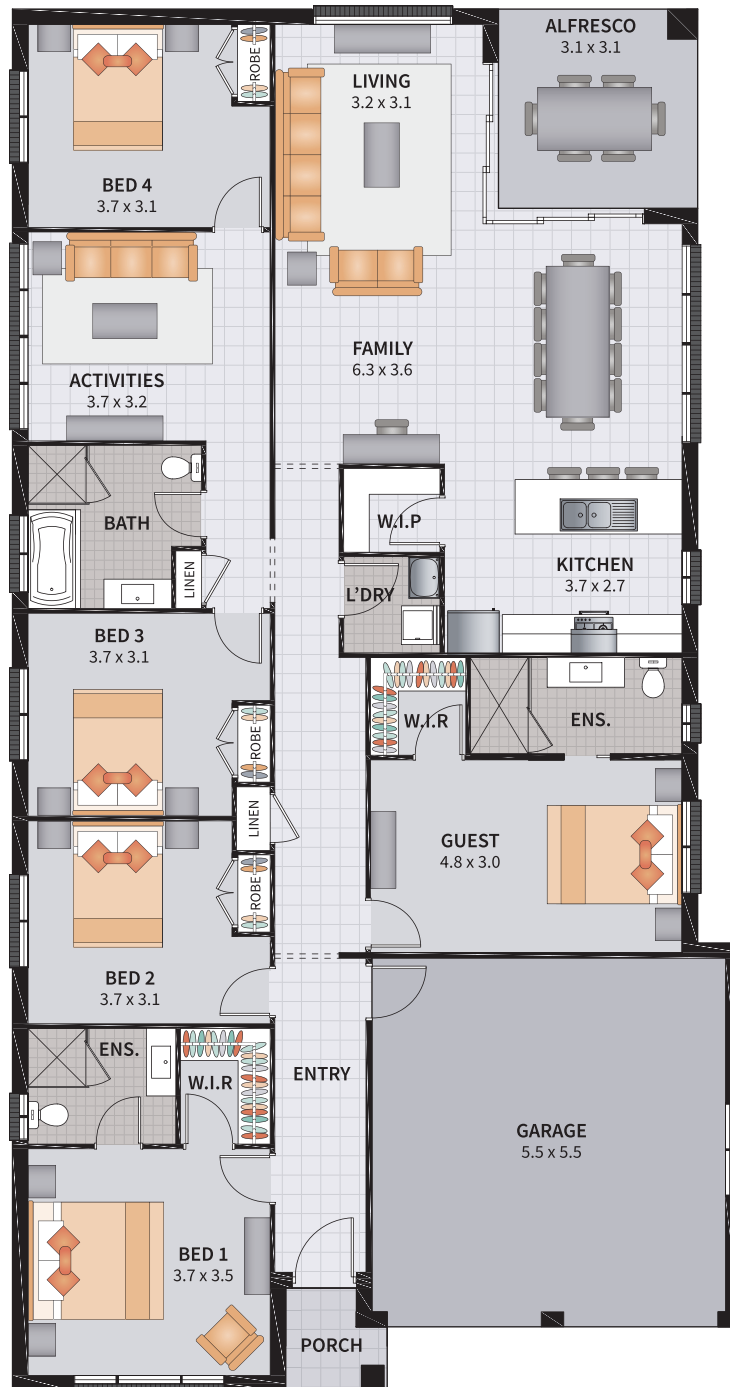 ALFRESCO
3.1 x 3.1
ROBE
LIVING
3.2 x 3.1
BED 4
3.7 x 3.1
FAMILY
6.3 x 3.6
ACTIVITIES
3.7 x 3.2
BATH
W.I.P
LINEN
L'DRY
KITCHEN
3.7 x 2.7
BED 3
3.7 x 3.1
W.I.R
ENS.
ROBE
LINEN
GUEST
4.8 x 3.0
ROBE
BED 2
3.7 x 3.1
ENS.
W.I.R
ENTRY
GARAGE
5.5 x 5.5
BED 1
3.7 x 3.5
PORCH